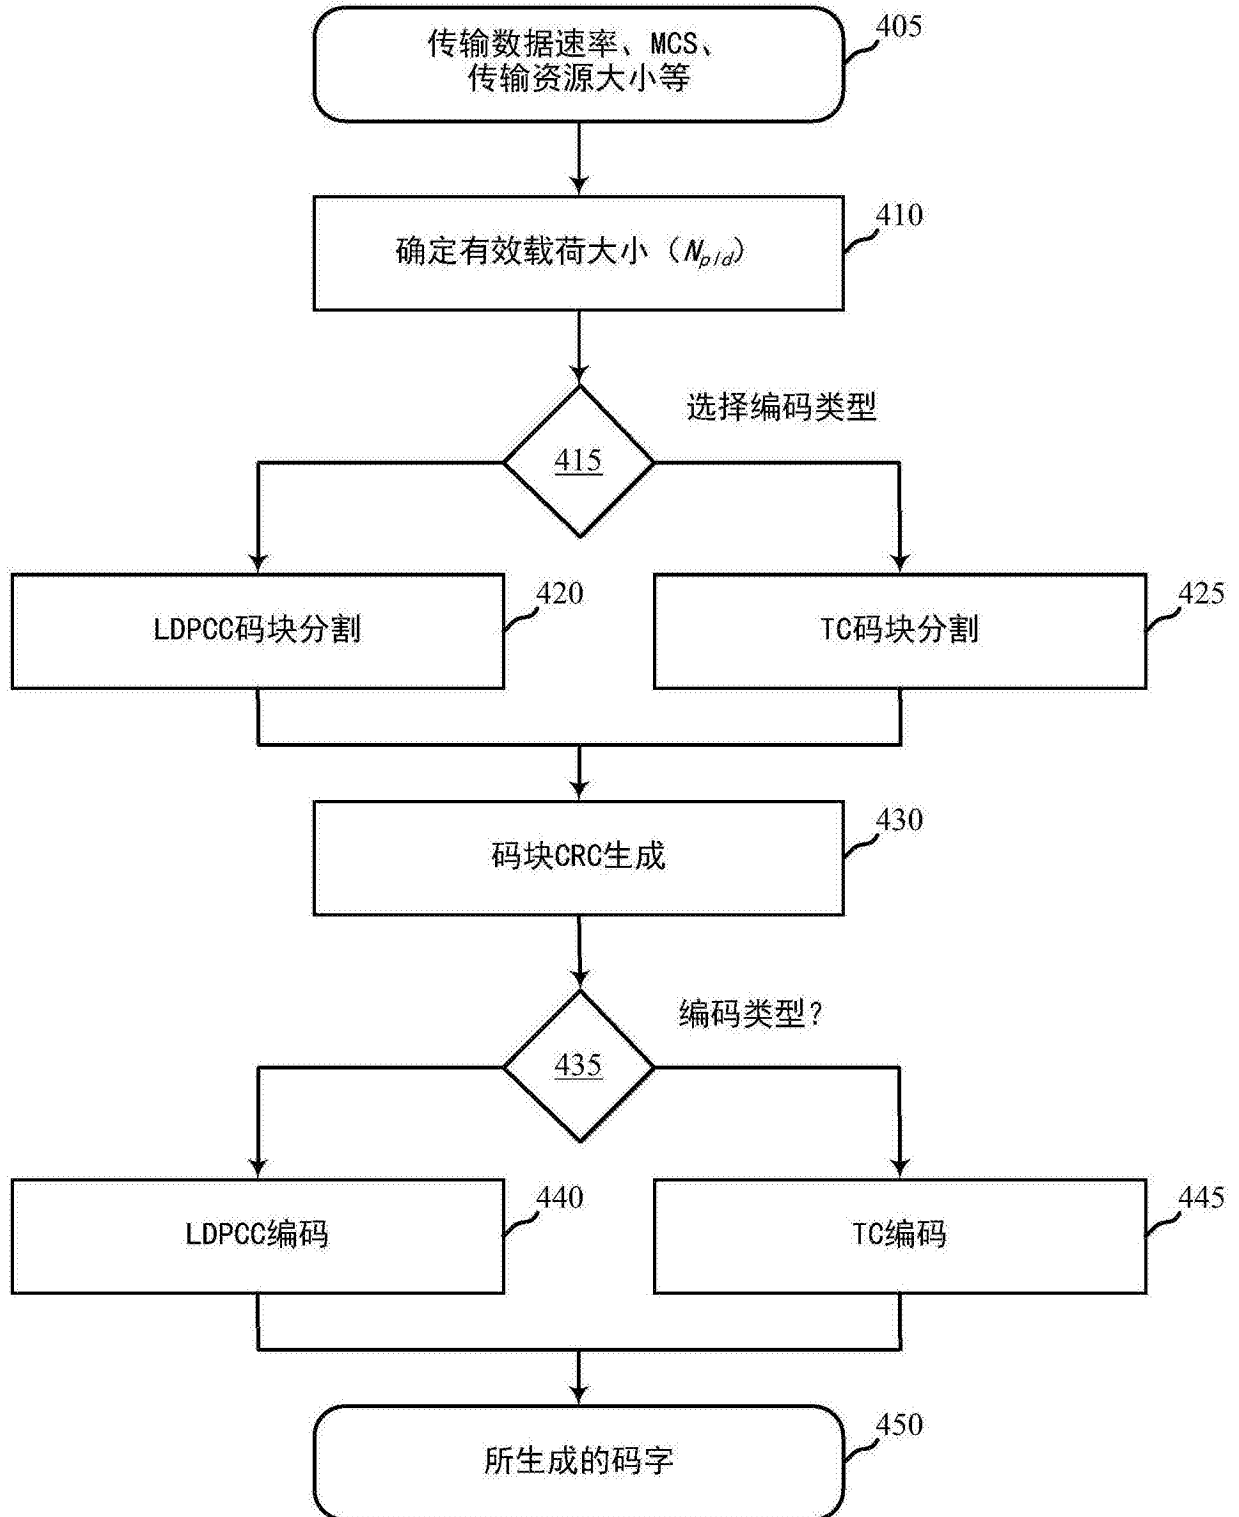 传输数据速率、MCS、
传输资源大小等
405
确定有效载荷大小（Npld）
410
选择编码类型
415
LDPCC码块分割
420
TC码块分割
425
码块CRC生成
430
编码类型？
435
LDPCC编码
440
TC编码
445
所生成的码字
450